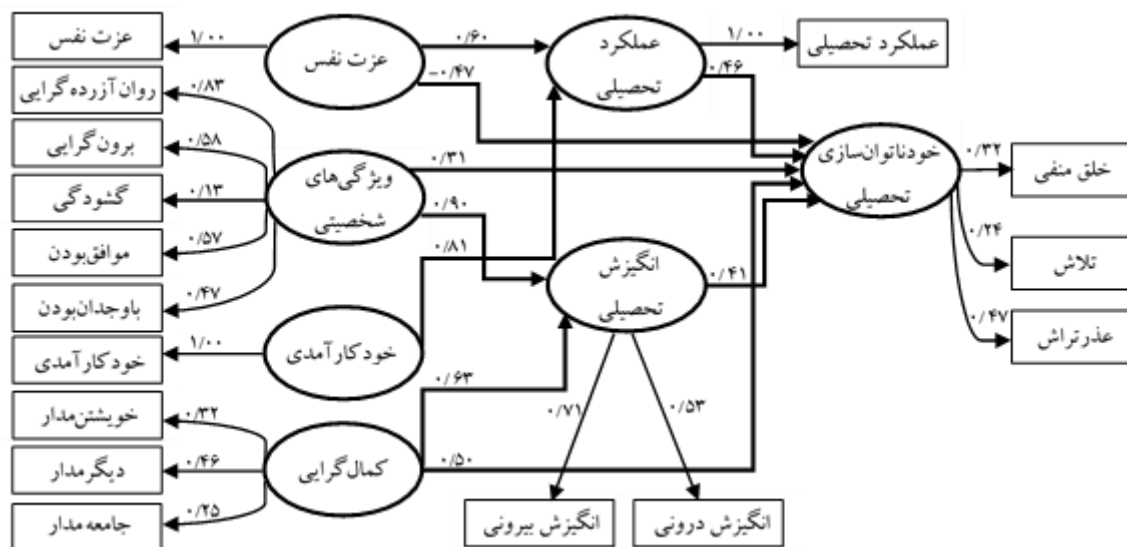 عزت نفس
روان آزرده‌گرایی
برون‌گرایی
گشودگی
موافق‌بودن
باوجدان‌بودن
خودکارآمدی
خویشتن‌مدار
دیگرمدار
جامعه‌مدار
۱/۰۰
۰/۸۳
۰/۵۸
۰/۱۳
۰/۵۷
۰/۴۷
۱/۰۰
۰/۳۲
۰/۴۶
۰/۲۵
عزت نفس
ویژگی‌های
شخصیتی
خودکارآمدی
کمال‌گرایی
۰/۶۰
-۰/۴۷
۰/۳۱
۰/۹۰
۰/۸۱
۰/۶۳
۰/۵۰
عملکرد
تحصیلی
انگیزش
تحصیلی
۱/۰۰
۰/۴۶
۰/۴۱
۰/۷۱
۰/۵۳
انگیزش بیرونی
انگیزش درونی
عملکرد تحصیلی
خودناتوان‌سازی
تحصیلی
۰/۳۲
۰/۲۴
۰/۴۷
خلق منفی
تلاش
عذرتراش